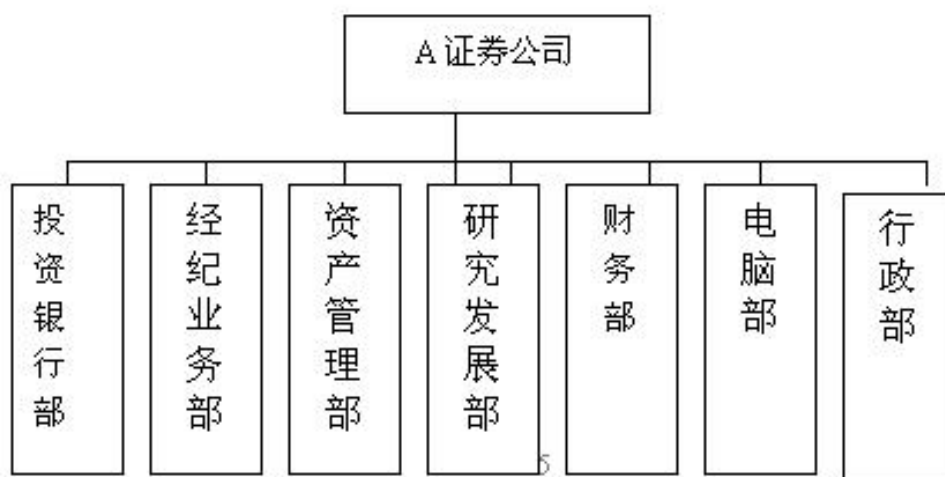 A证券公司
投资银行部
经纪业务部
资产管理部
研究发展部
财务部
电脑部
行政部
5